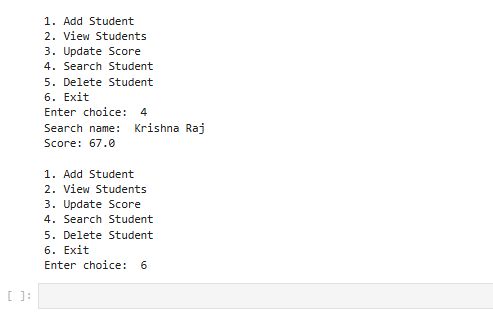 1. Add Student
2. View Students
3. Update Score
4. Search Student
5. Delete Student
6. Exit
Enter choice:  4
Search name:  Krishna Raj
Score: 67.0

1. Add Student
2. View Students
3. Update Score
4. Search Student
5. Delete Student
6. Exit
Enter choice:  6
[ ]: